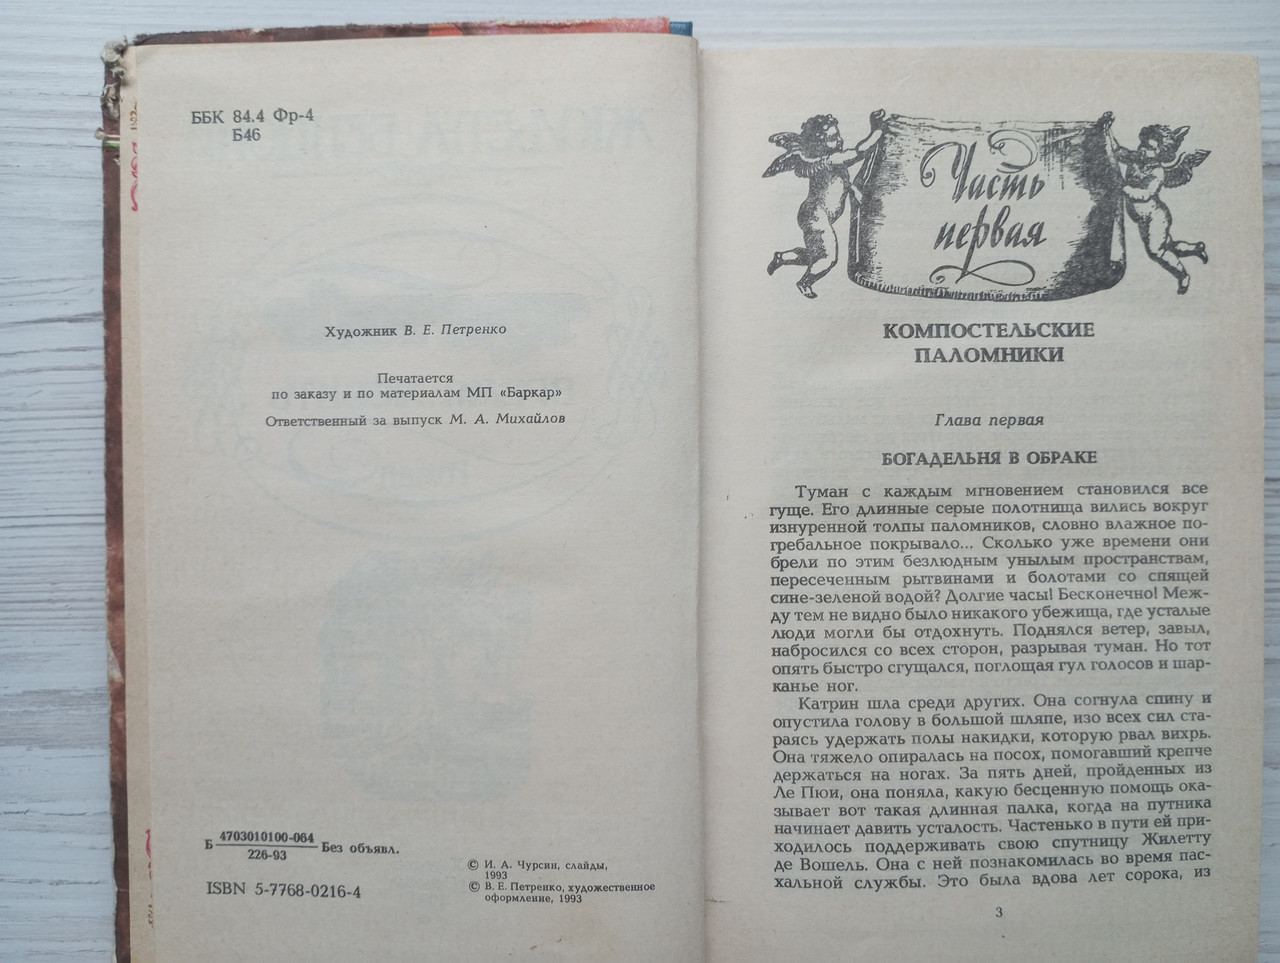 ББК 84.4 Фр-4
Б46
Художник В. Е. Петренко
Печатается
по заказу и по материалам МП «Баркар»
Ответственный за выпуск М. А. Михайлов
Б 4703010100-064
226-93
Без объявл.
ISBN 5-7768-0216-4
© И. А. Чурсин, слайды,
1993
© В. Е. Петренко, художественное
оформление, 1993
Часть
первая
КОМПОСТЕЛЬСКИЕ
ПАЛОМНИКИ
Глава первая
БОГАДЕЛЬНЯ В ОБРАКЕ
Туман с каждым мгновением становился все
гуще. Его длинные серые полотнища вились вокруг
изнуренной толпы паломников, словно влажное по-
гребальное покрывало... Сколько уже времени они
брели по этим безлюдным унылым пространствам,
пересеченным рытвинами и болотами со спящей
сине-зеленой водой? Долгие часы! Бесконечно! Меж-
ду тем не видно было никакого убежища, где усталые
люди могли бы отдохнуть. Поднялся ветер, завыл,
набросился со всех сторон, разрывая туман. Но тот
опять быстро сгущался, поглощая гул голосов и шар-
канье ног.
Катрин шла среди других. Она согнула спину и
опустила голову в большой шляпе, изо всех сил ста-
раясь удержать полы накидки, которую рвал вихрь.
Она тяжело опиралась на посох, помогавший крепче
держаться на ногах. За пять дней, пройденных из
Ле Пюи, она поняла, какую бесценную помощь ока-
зывает вот такая длинная палка, когда на путника
начинает давить усталость. Частенько в пути ей при-
ходилось поддерживать свою спутницу Жилетту
де Вошель. Она с ней познакомилась во время пас-
хальной службы. Это была вдова лет сорока, из
3